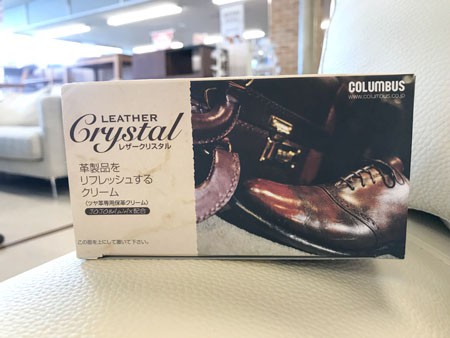 COLUMBUS
www.columbus.co.jp
LEATHER
Crystal
レザークリスタル
革製品を
リフレッシュする
クリーム
(ツヤ革専用保革クリーム)
配合
この面を上にして置いて下さい。